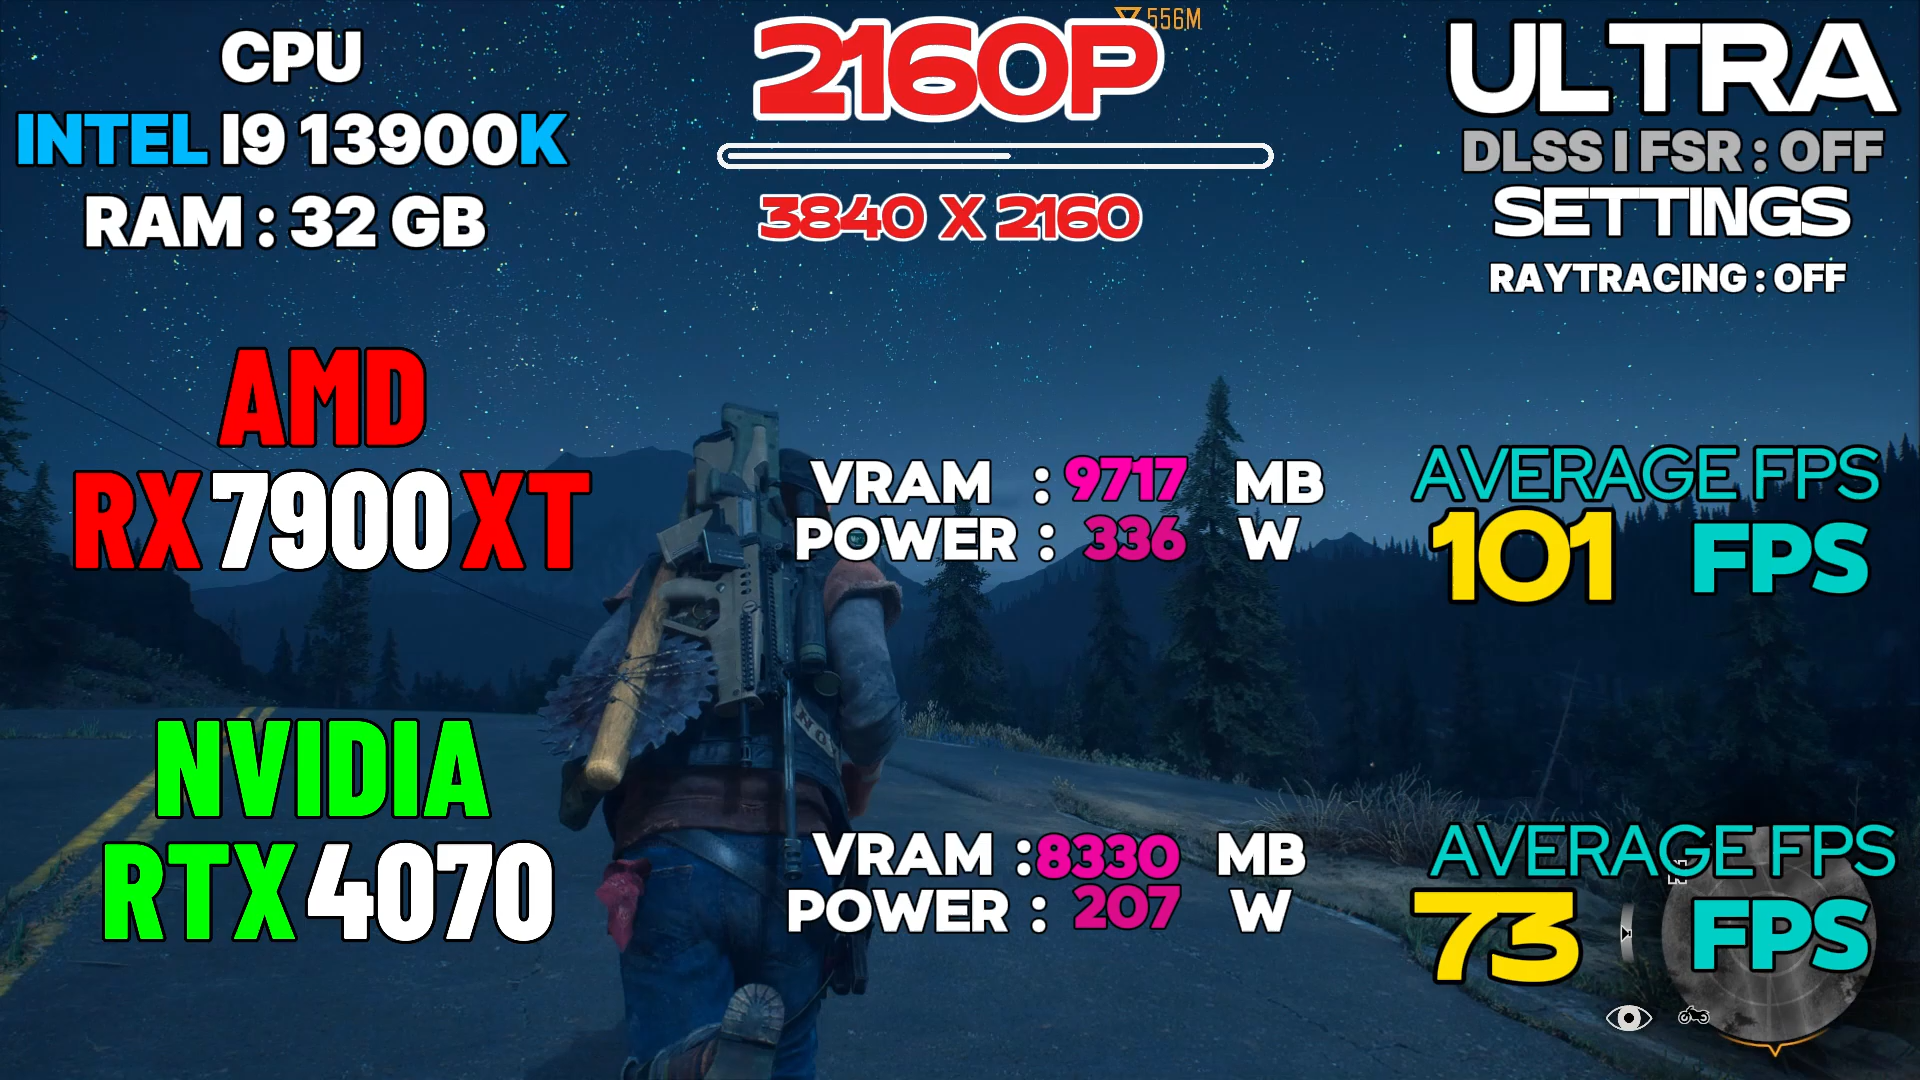 556M
CPU
INTEL I9 13900K
RAM : 32 GB
2160P
3840 X 2160
ULTRA
DLSS I FSR : OFF
SETTINGS
RAYTRACING : OFF
AMD
RX 7900 XT
VRAM : 9717 MB
POWER : 336 W
AVERAGE FPS
101 FPS
NVIDIA
RTX 4070
VRAM : 8330 MB
POWER : 207 W
AVERAGE FPS
73 FPS
N